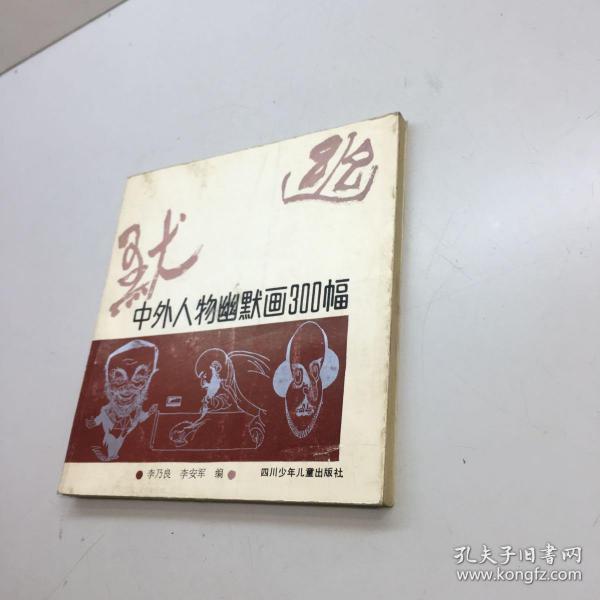 幽
默
中外人物幽默画300幅
●李乃良 李安军 编●
四川少年儿童出版社
孔夫子旧书网
www.kongfz.com